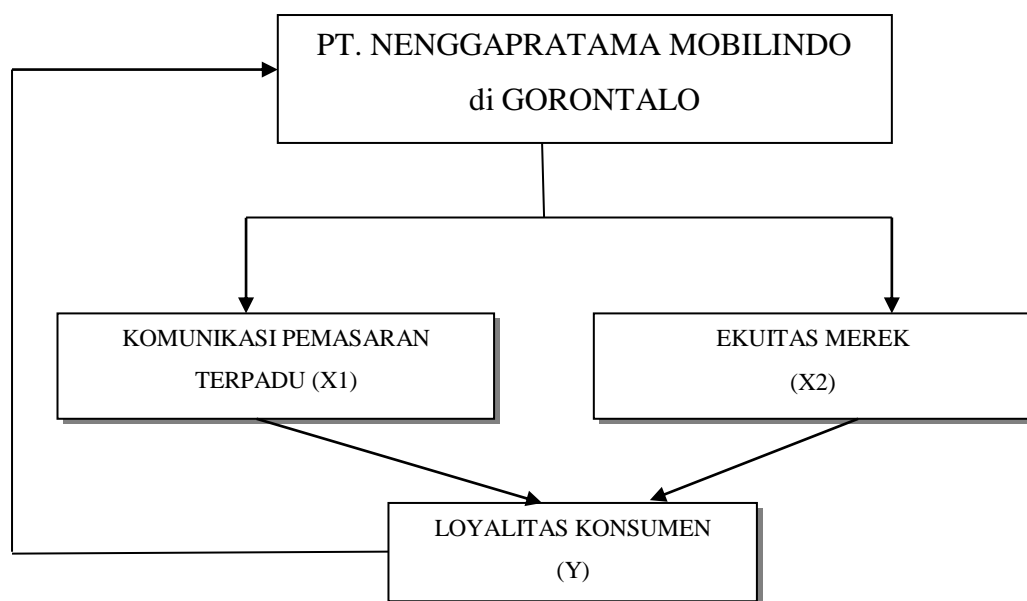 PT. NENGGAPRATAMA MOBILINDO
di GORONTALO
KOMUNIKASI PEMASARAN
TERPADU (X1)
EKUITAS MEREK
(X2)
LOYALITAS KONSUMEN
(Y)